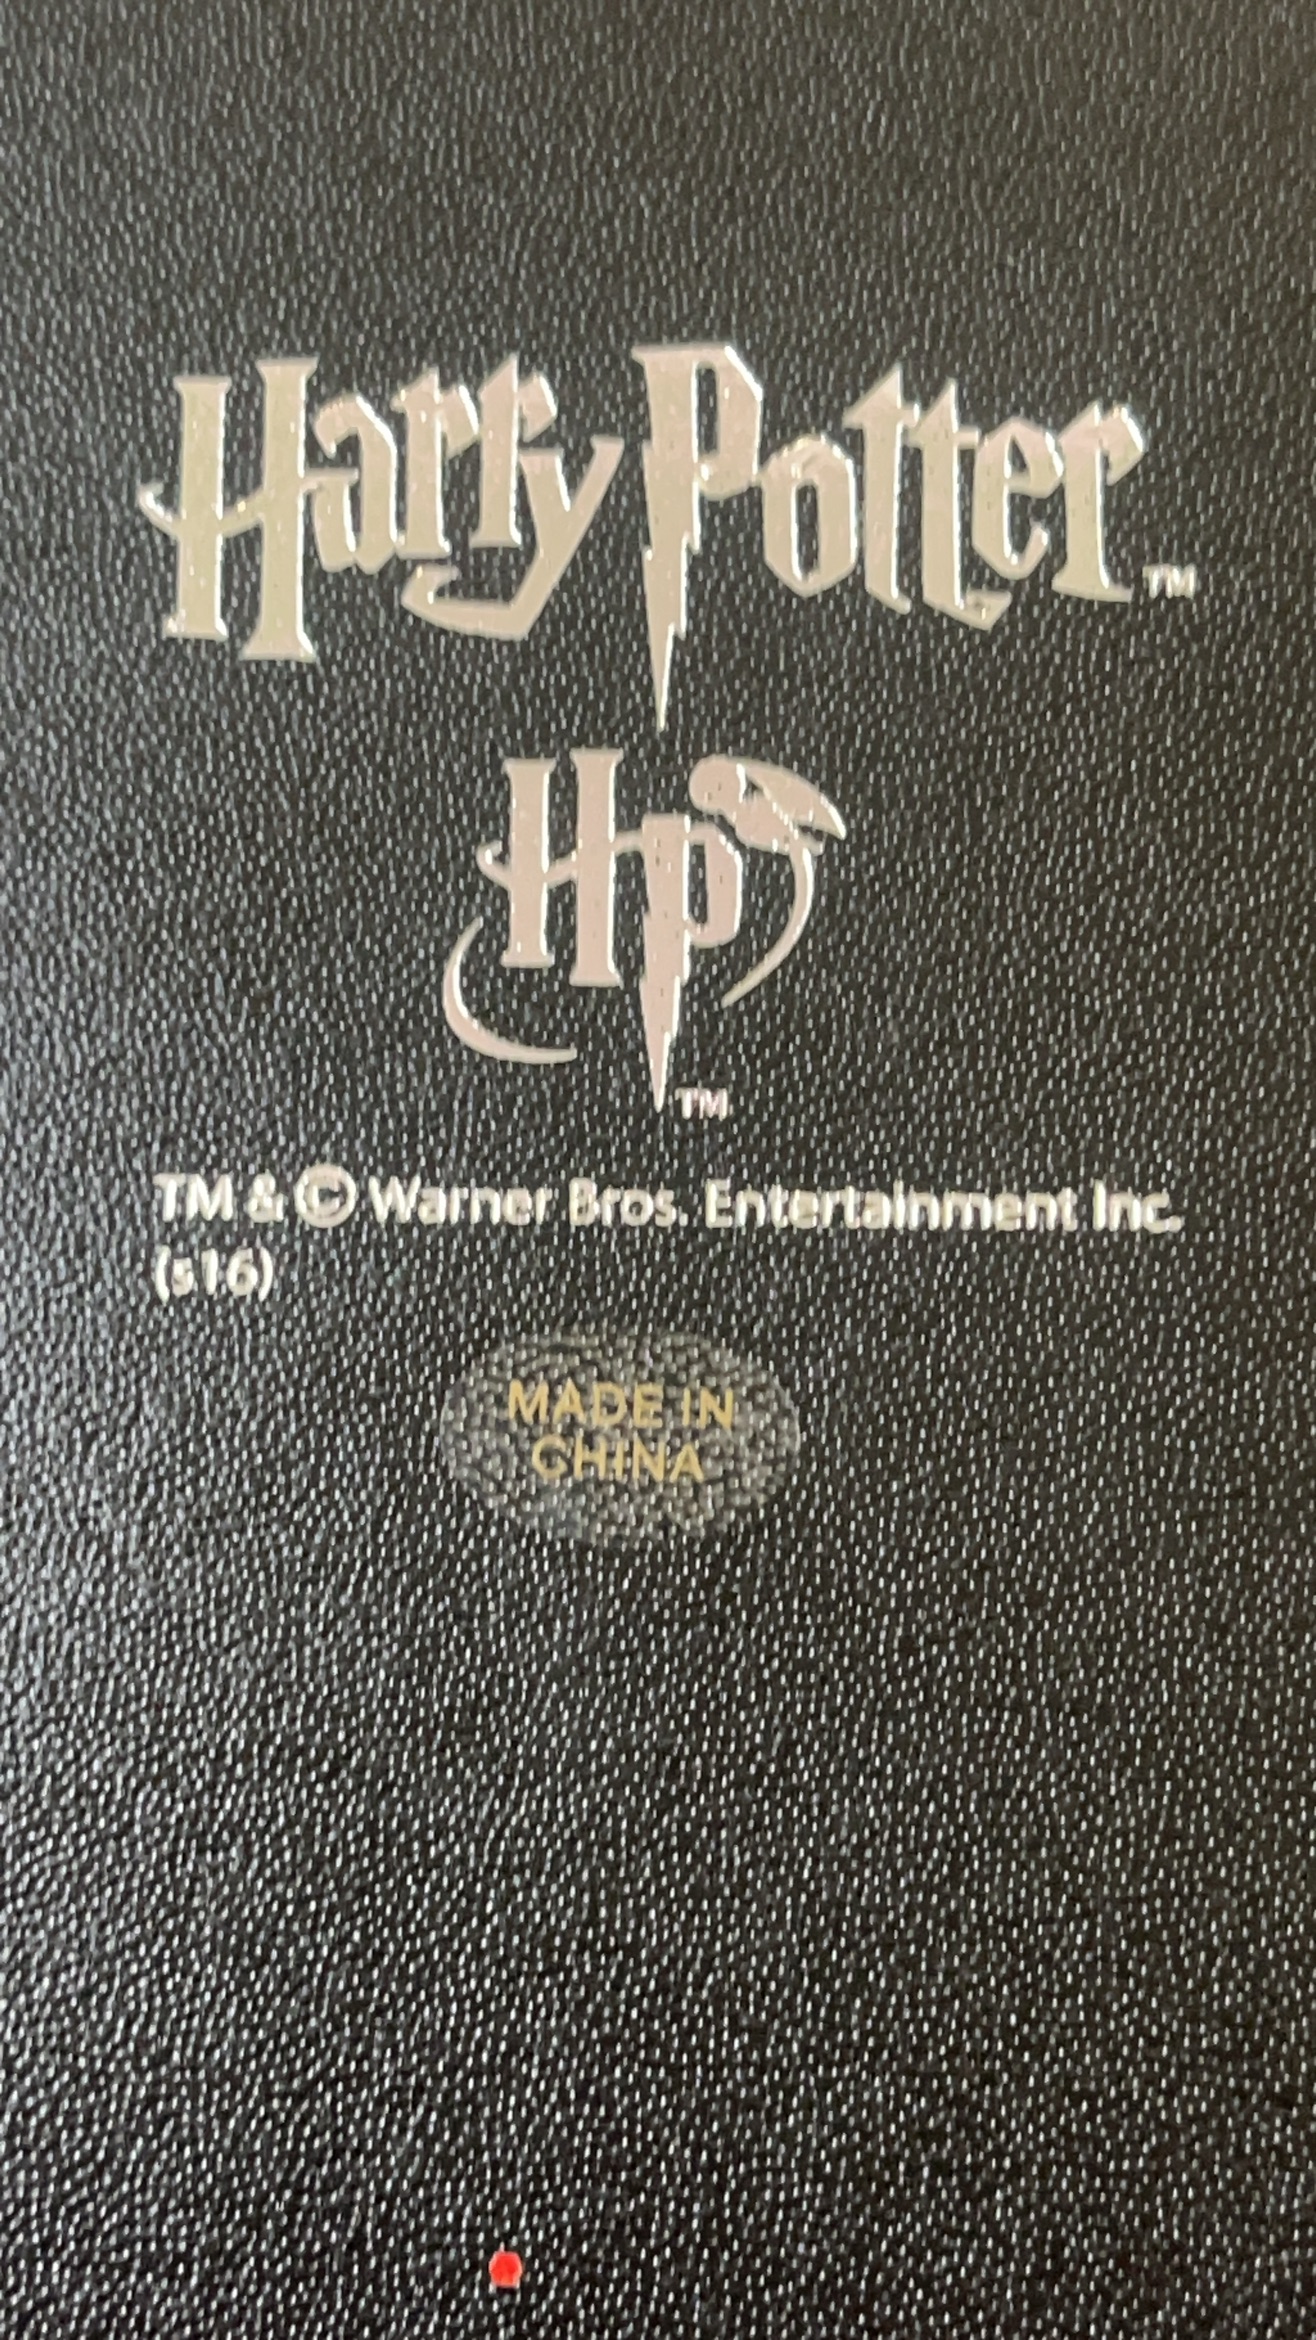 Harry Potter™
HP™
TM & © Warner Bros. Entertainment Inc.
(s16)
MADE IN
CHINA